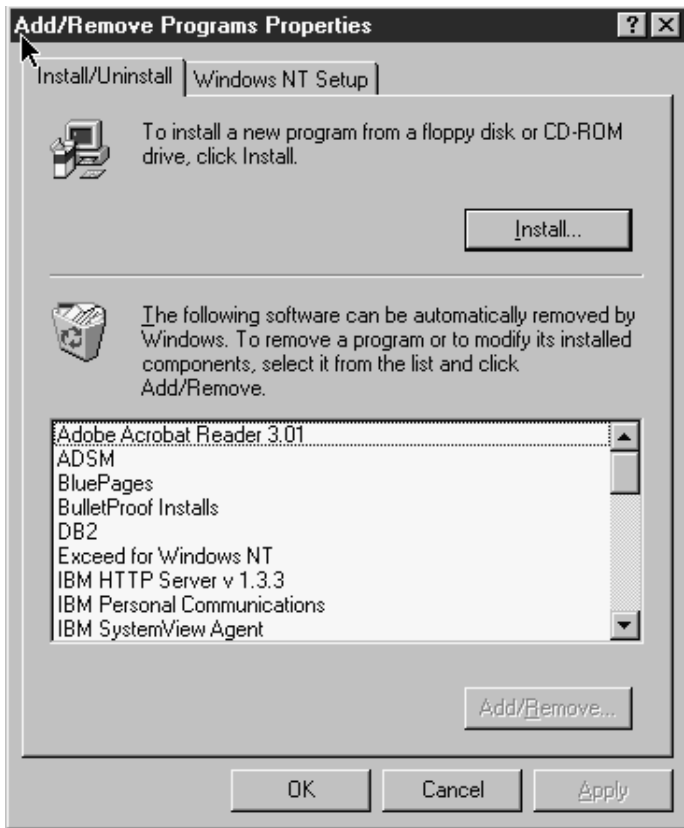 Add/Remove Programs Properties
Install/Uninstall
Windows NT Setup
To install a new program from a floppy disk or CD-ROM
drive, click Install.
Install...
The following software can be automatically removed by
Windows. To remove a program or to modify its installed
components, select it from the list and click
Add/Remove.
Adobe Acrobat Reader 3.01
ADSM
BluePages
BulletProof Installs
DB2
Exceed for Windows NT
IBM HTTP Server v 1.3.3
IBM Personal Communications
IBM SystemView Agent
Add/Remove...
OK
Cancel
Apply